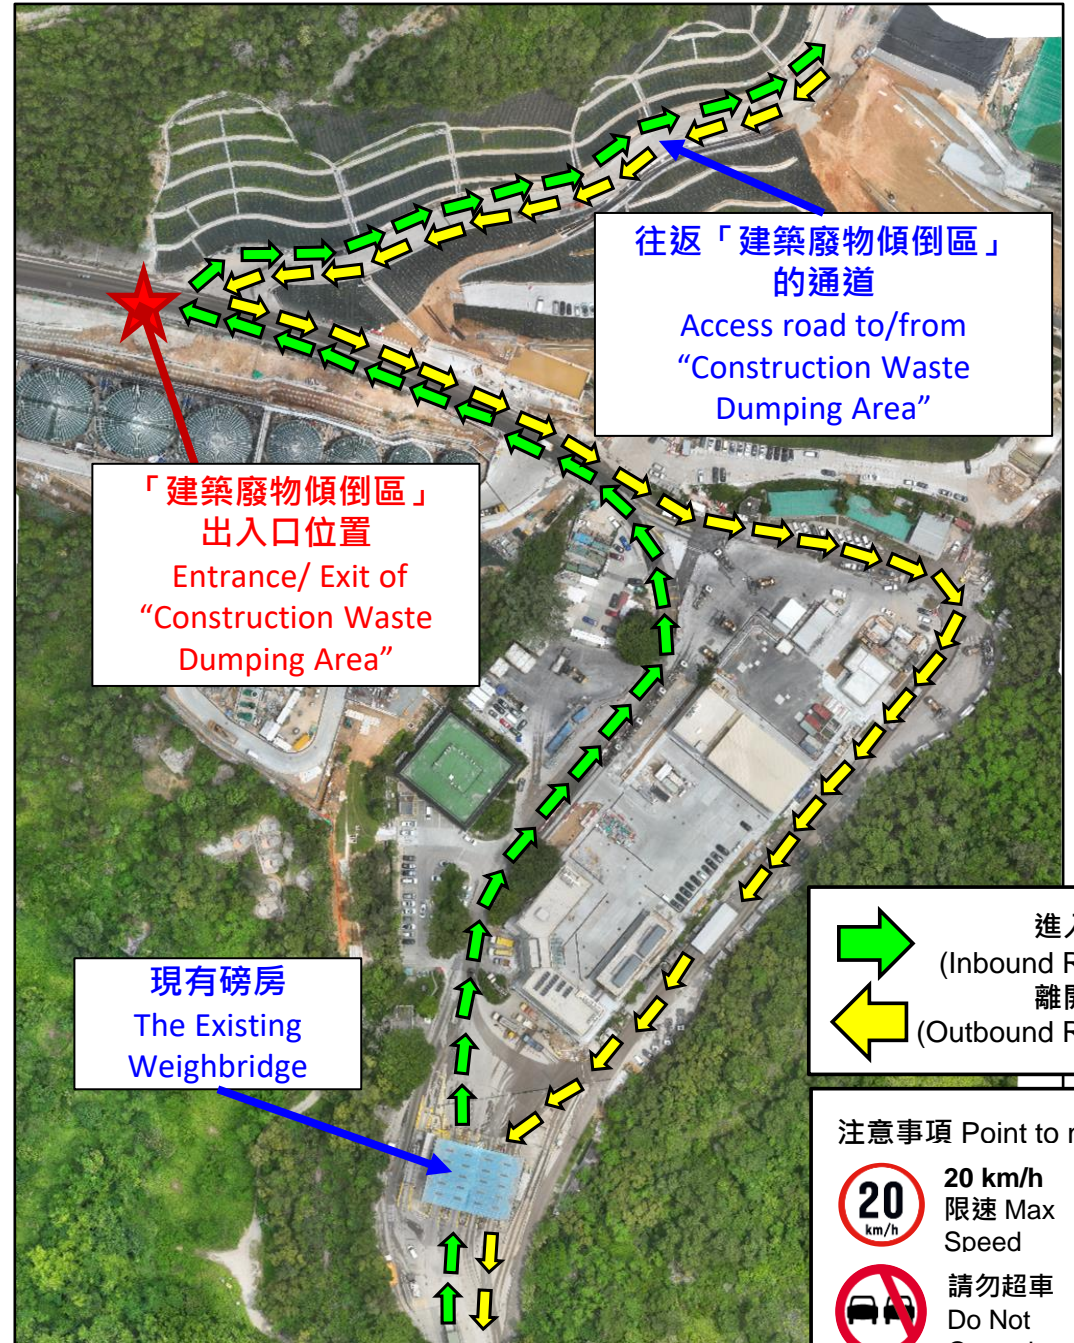 往返「建築廢物傾倒區」
的通道
Access road to/from
“Construction Waste
Dumping Area”
「建築廢物傾倒區」
出入口位置
Entrance/ Exit of
“Construction Waste
Dumping Area”
現有磅房
The Existing
Weighbridge
進入
(Inbound R
離開
(Outbound R
注意事項 Point to
20
km/h
20 km/h
限速 Max
Speed
請勿超車
Do Not